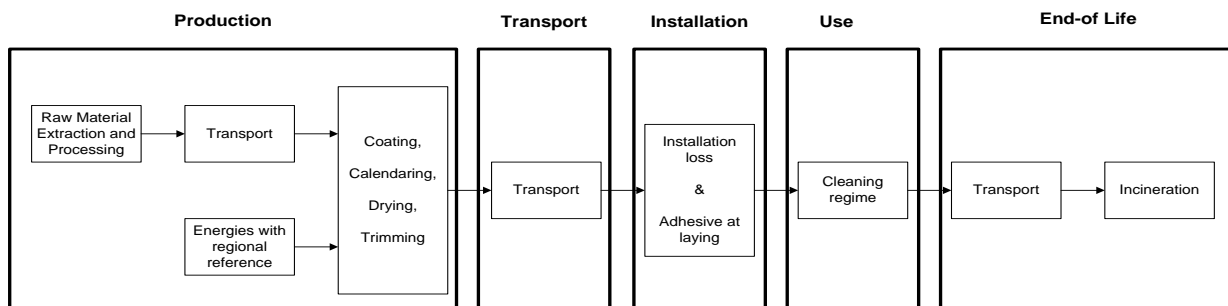 Production
Transport
Installation
Use
End-of Life
Raw Material
Extraction and
Processing
Transport
Energies with
regional
reference
Coating,
Calendaring,
Drying,
Trimming
Transport
Installation
loss
&
Adhesive at
laying
Cleaning
regime
Transport
Incineration